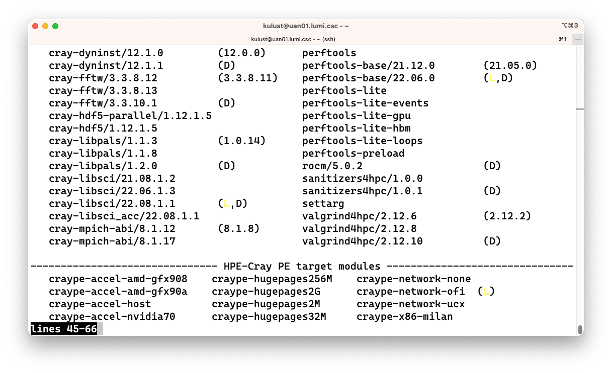 kulust@uan01.lumi.csc - ~
⌥⌘3
kulust@uan01.lumi.csc - ~ (ssh)
⌘1
cray-dyninst/12.1.0 (12.0.0) perftools
cray-dyninst/12.1.1 (D) perftools-base/21.12.0 (21.05.0)
cray-fftw/3.3.8.12 (3.3.8.11) perftools-base/22.06.0 (L,D)
cray-fftw/3.3.8.13 perftools-lite
cray-fftw/3.3.10.1 (D) perftools-lite-events
cray-hdf5-parallel/1.12.1.5 perftools-lite-gpu
cray-hdf5/1.12.1.5 perftools-lite-hbm
cray-libpals/1.1.3 (1.0.14) perftools-lite-loops
cray-libpals/1.1.8 perftools-preload
cray-libpals/1.2.0 (D) rocm/5.0.2 (D)
cray-libsci/21.08.1.2 sanitizers4hpc/1.0.0
cray-libsci/22.06.1.3 sanitizers4hpc/1.0.1 (D)
cray-libsci/22.08.1.1 (L,D) settarg
cray-libsci_acc/22.08.1.1 valgrind4hpc/2.12.6 (2.12.2)
cray-mpich-abi/8.1.12 (8.1.8) valgrind4hpc/2.12.8
cray-mpich-abi/8.1.17 valgrind4hpc/2.12.10 (D)
------------------------------ HPE-Cray PE target modules ------------------------------
craype-accel-amd-gfx908 craype-hugepages256M craype-network-none
craype-accel-amd-gfx90a craype-hugepages2G craype-network-ofi (L)
craype-accel-host craype-hugepages2M craype-network-ucx
craype-accel-nvidia70 craype-hugepages32M craype-x86-milan
lines 45-66